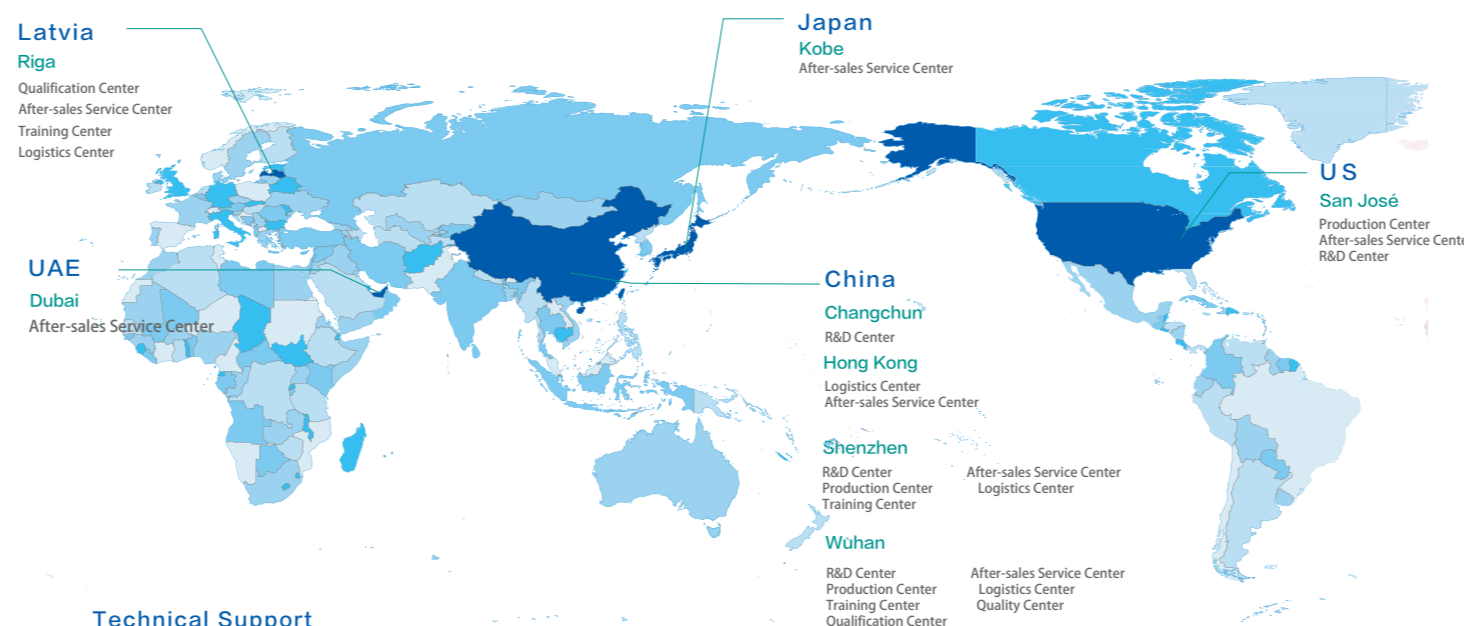 Latvia
Riga
Qualification Center
After-sales Service Center
Training Center
Logistics Center
UAE
Dubai
After-sales Service Center
Japan
Kobe
After-sales Service Center
China
Changchun
R&D Center
Hong Kong
Logistics Center
After-sales Service Center
Shenzhen
R&D Center After-sales Service Center
Production Center Logistics Center
Training Center
Wuhan
R&D Center After-sales Service Center
Production Center Logistics Center
Training Center Quality Center
Qualification Center
US
San José
Production Center
After-sales Service Cente
R&D Center
Technical Support